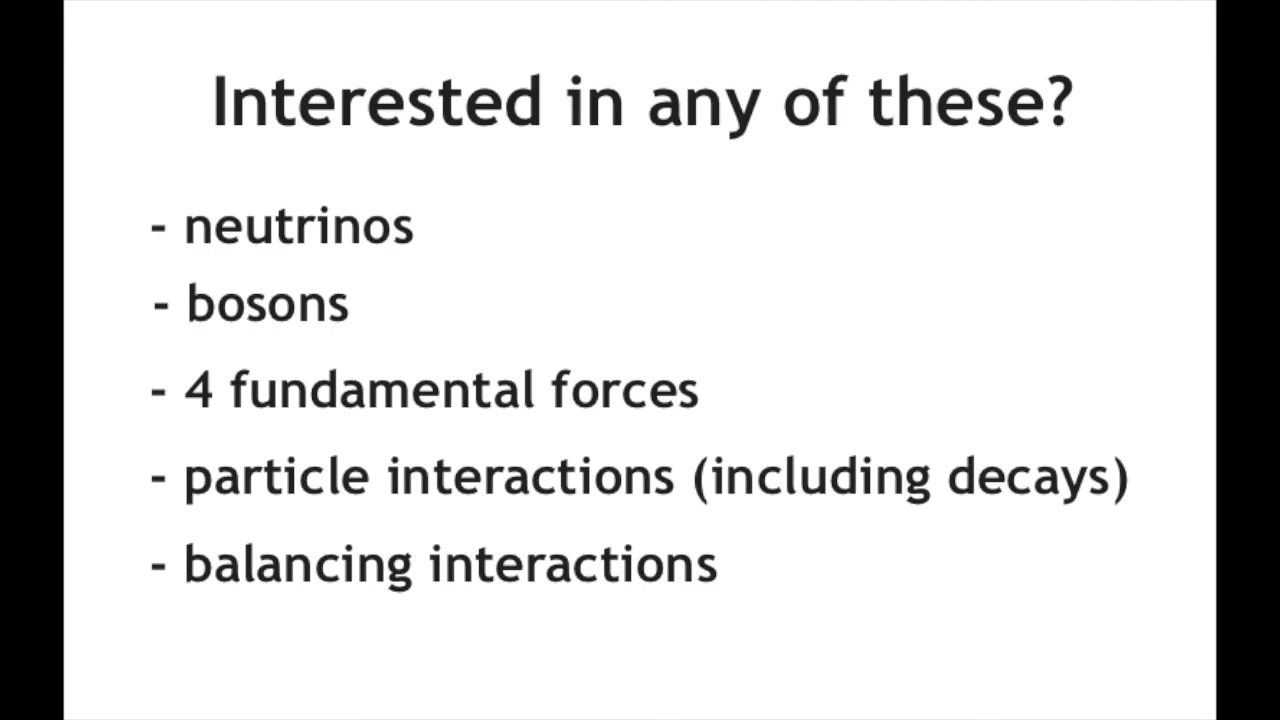 Interested in any of these?
- neutrinos
- bosons
- 4 fundamental forces
- particle interactions (including decays)
- balancing interactions